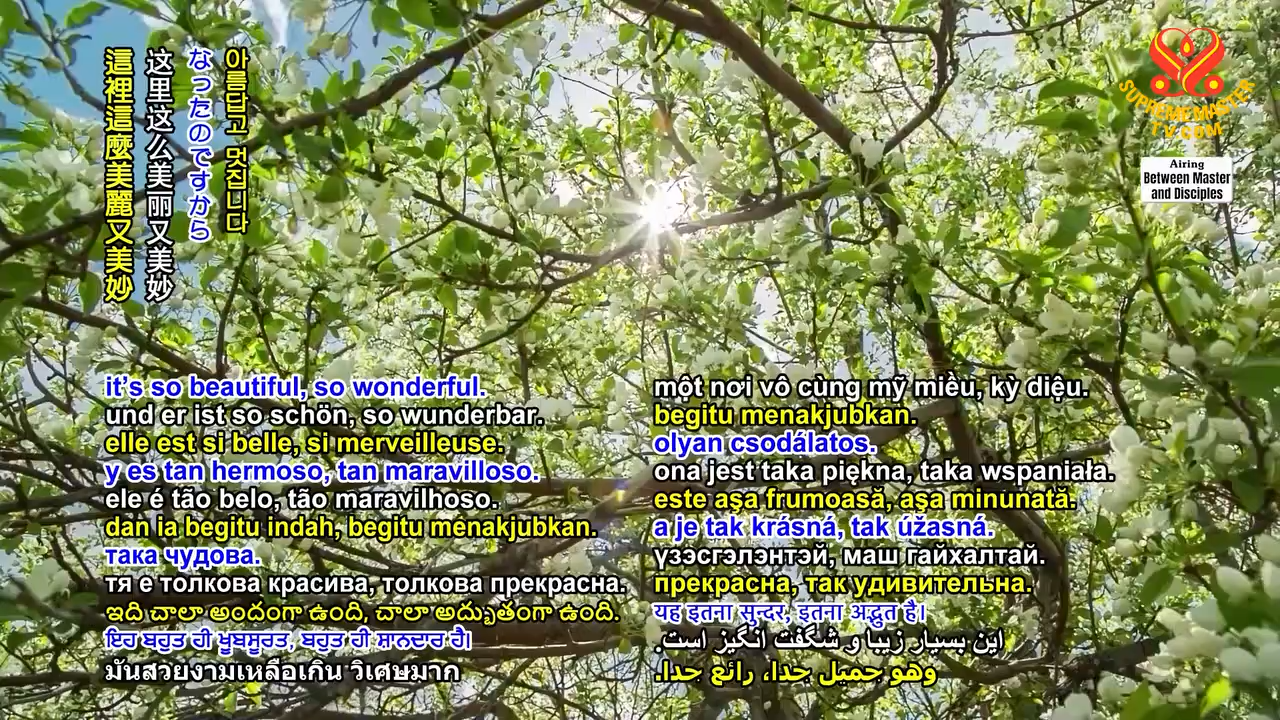 아름답고 멋집니다
なったのですから
这里这么美丽又美妙
這裡這麼美麗又美妙
SUPREMEMASTER
TV.COM
Airing
Between Master
and Disciples
it's so beautiful, so wonderful.
und er ist so schön, so wunderbar.
elle est si belle, si merveilleuse.
y es tan hermoso, tan maravilloso.
ele é tão belo, tão maravilhoso.
dan ia begitu indah, begitu menakjubkan.
така чудова.
тя е толкова красива, толкова прекрасна.
ఇది చాలా అందంగా ఉంది, చాలా అద్భుతంగా ఉంది.
ਇਹ ਬਹੁਤ ਹੀ ਖੂਬਸੂਰਤ, ਬਹੁਤ ਹੀ ਸ਼ਾਨਦਾਰ ਹੈ।
มันสวยงามเหลือเกิน วิเศษมาก
một nơi vô cùng mỹ miều, kỳ diệu.
begitu menakjubkan.
olyan csodálatos.
ona jest taka piękna, taka wspaniała.
este aşa frumoasă, aşa minunată.
a je tak krásná, tak úžasná.
үзэсгэлэнтэй, маш гайхалтай.
прекрасна, так удивительна.
यह इतना सुन्दर, इतना अद्भुत है।
این بسیار زیبا و شگفت انگیز است.
وهو جميل جدا، رائع جدا.